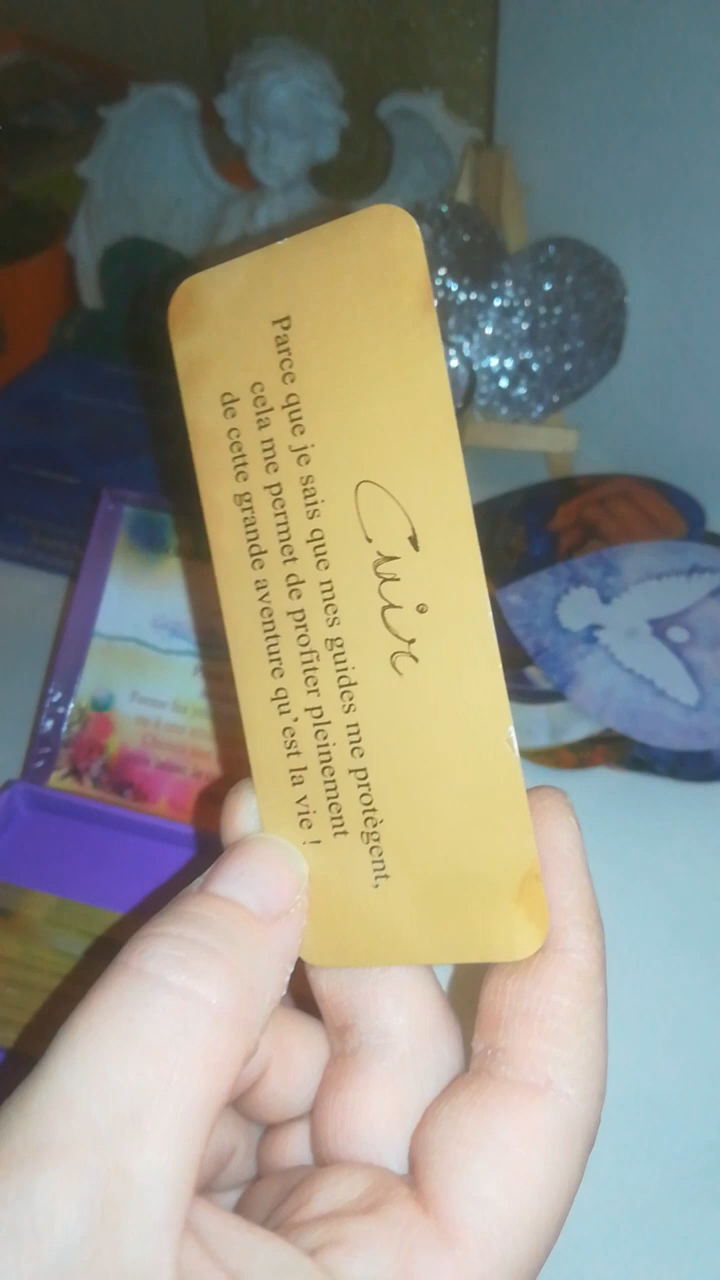 Cuir
Parce que je sais que mes guides me protègent,
cela me permet de profiter pleinement
de cette grande aventure qu'est la vie !